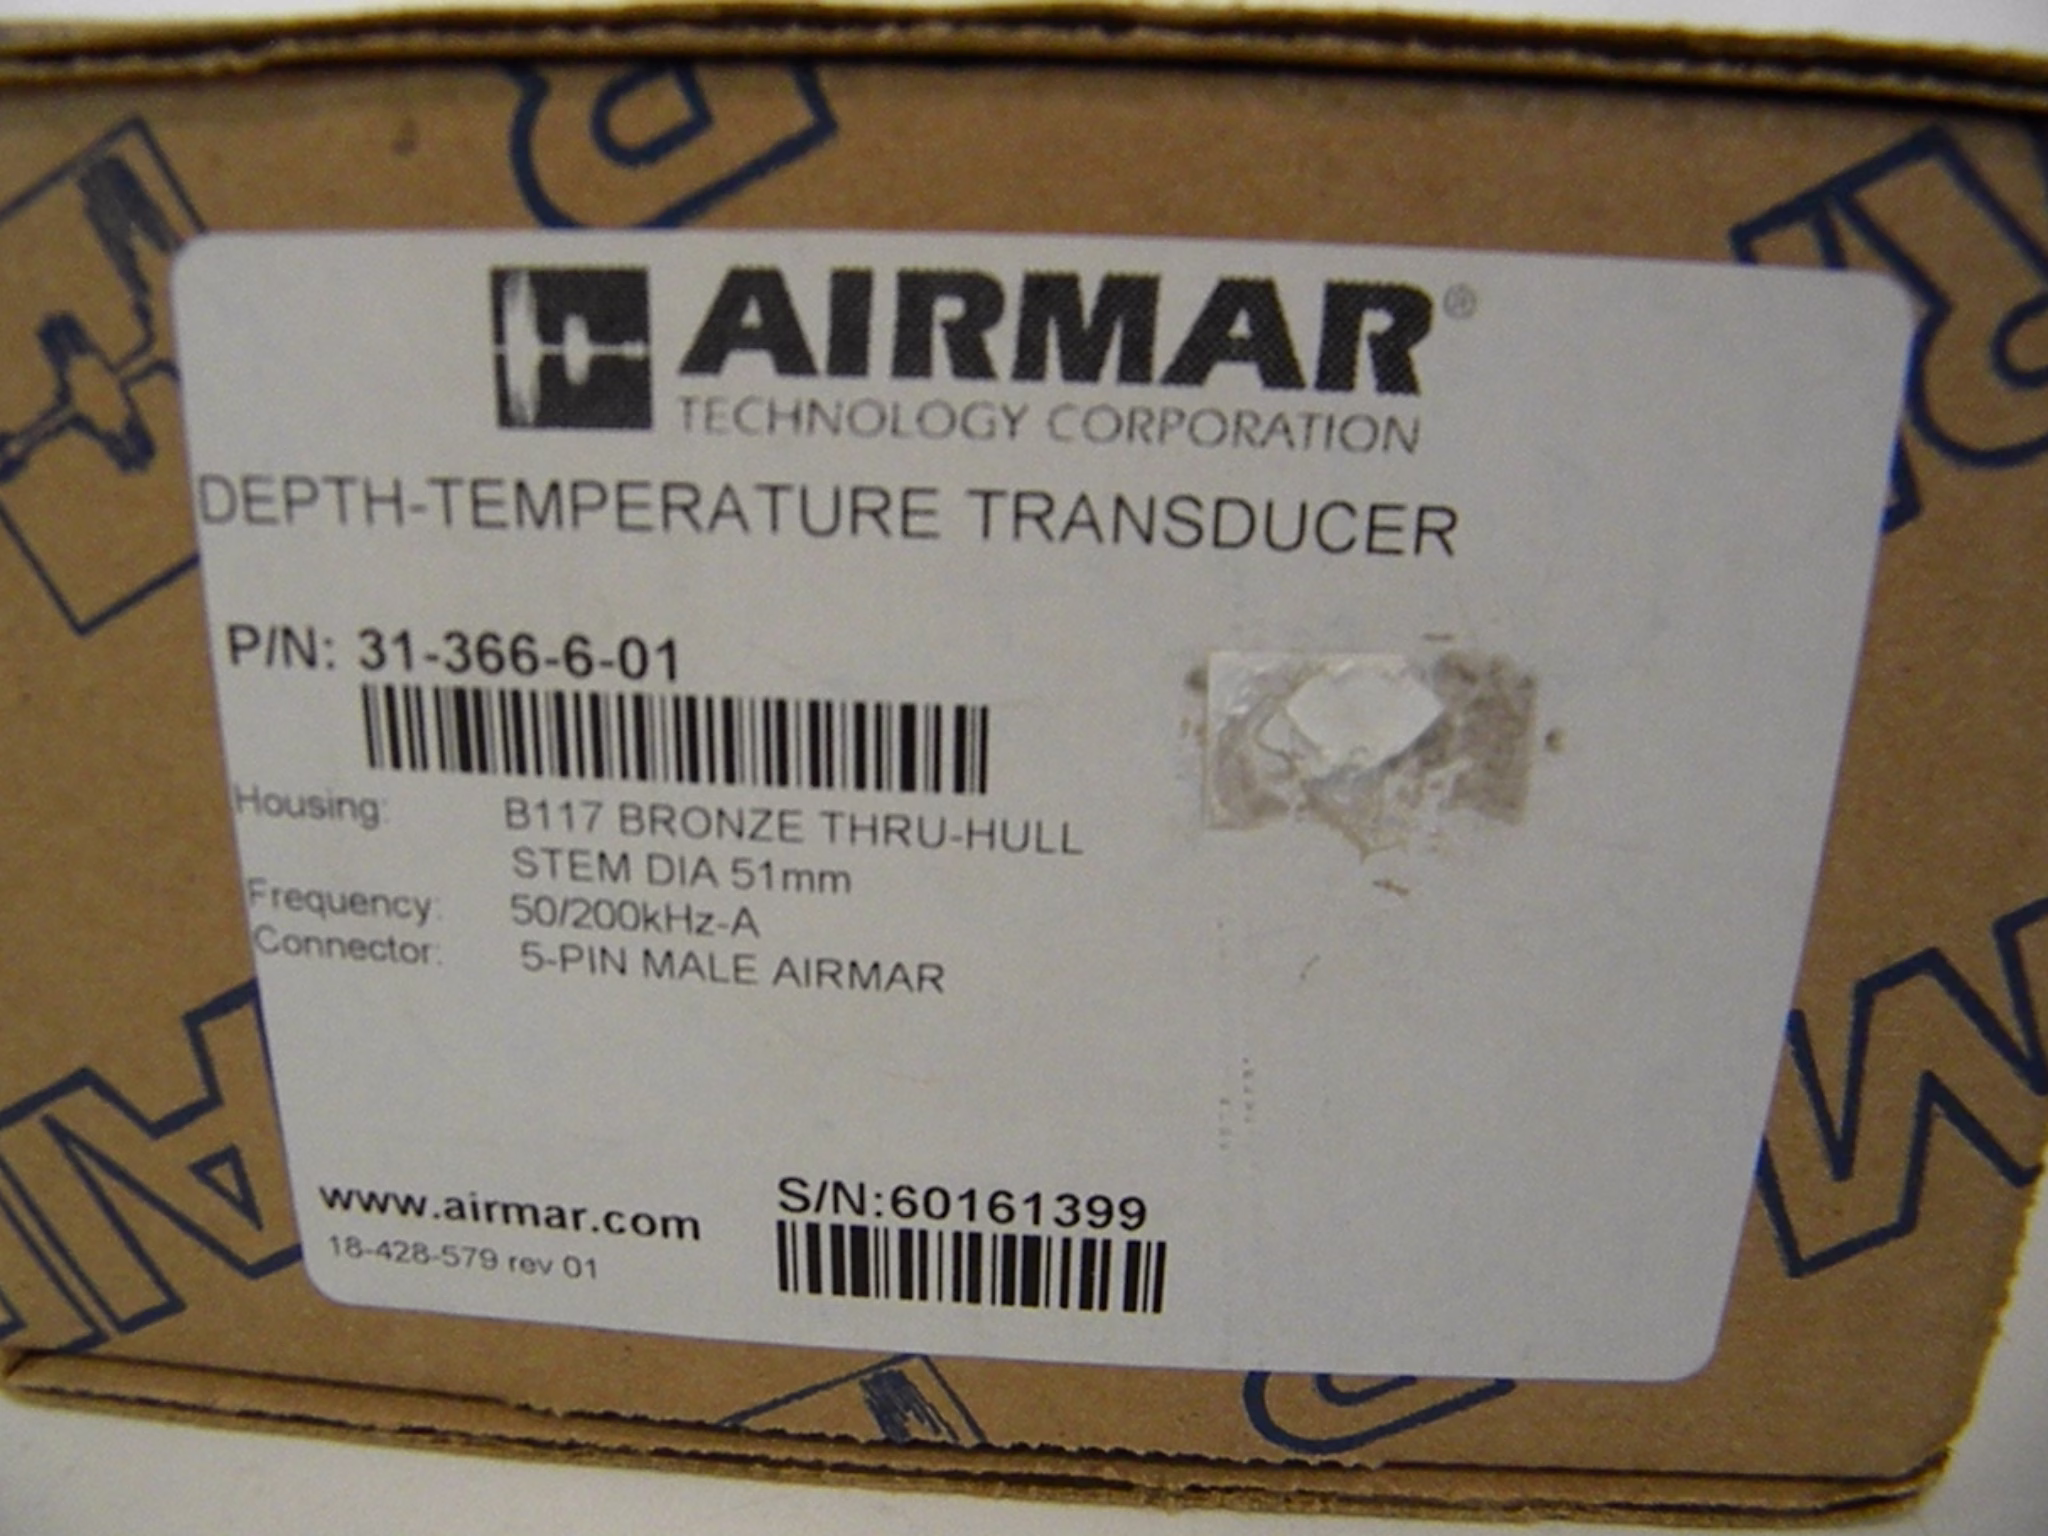 AIRMAR®
TECHNOLOGY CORPORATION
DEPTH-TEMPERATURE TRANSDUCER
P/N: 31-366-6-01
Housing: B117 BRONZE THRU-HULL
STEM DIA 51mm
Frequency: 50/200kHz-A
Connector: 5-PIN MALE AIRMAR
www.airmar.com
18-428-579 rev 01
S/N:60161399